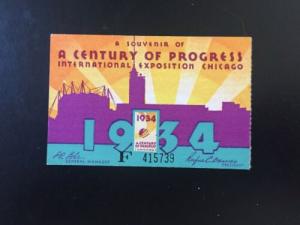 A SOUVENIR OF
A CENTURY OF PROGRESS
INTERNATIONAL EXPOSITION CHICAGO
1934
1934
A CENTURY OF PROGRESS
F 415739
GENERAL MANAGER
PRESIDENT